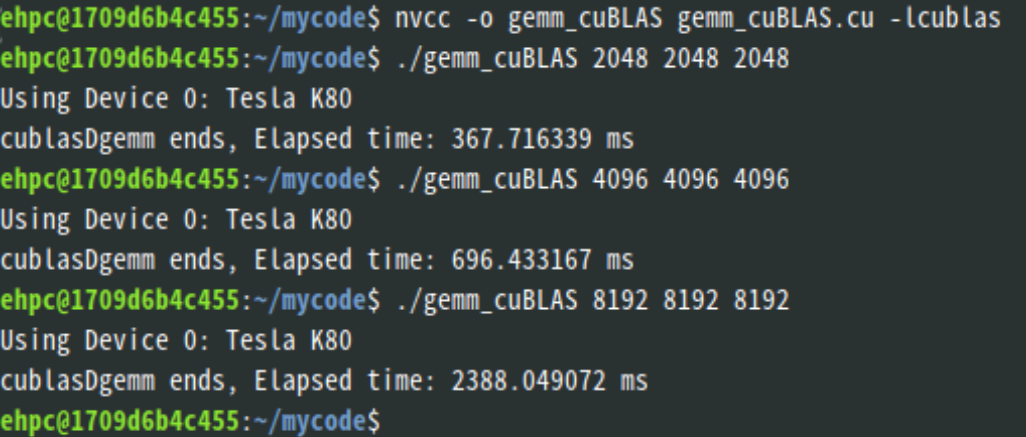 ehpc@1709d6b4c455:~/mycode$ nvcc -o gemm_cuBLAS gemm_cuBLAS.cu -lcublas
ehpc@1709d6b4c455:~/mycode$ ./gemm_cuBLAS 2048 2048 2048
Using Device 0: Tesla K80
cublasDgemm ends, Elapsed time: 367.716339 ms
ehpc@1709d6b4c455:~/mycode$ ./gemm_cuBLAS 4096 4096 4096
Using Device 0: Tesla K80
cublasDgemm ends, Elapsed time: 696.433167 ms
ehpc@1709d6b4c455:~/mycode$ ./gemm_cuBLAS 8192 8192 8192
Using Device 0: Tesla K80
cublasDgemm ends, Elapsed time: 2388.049072 ms
ehpc@1709d6b4c455:~/mycode$